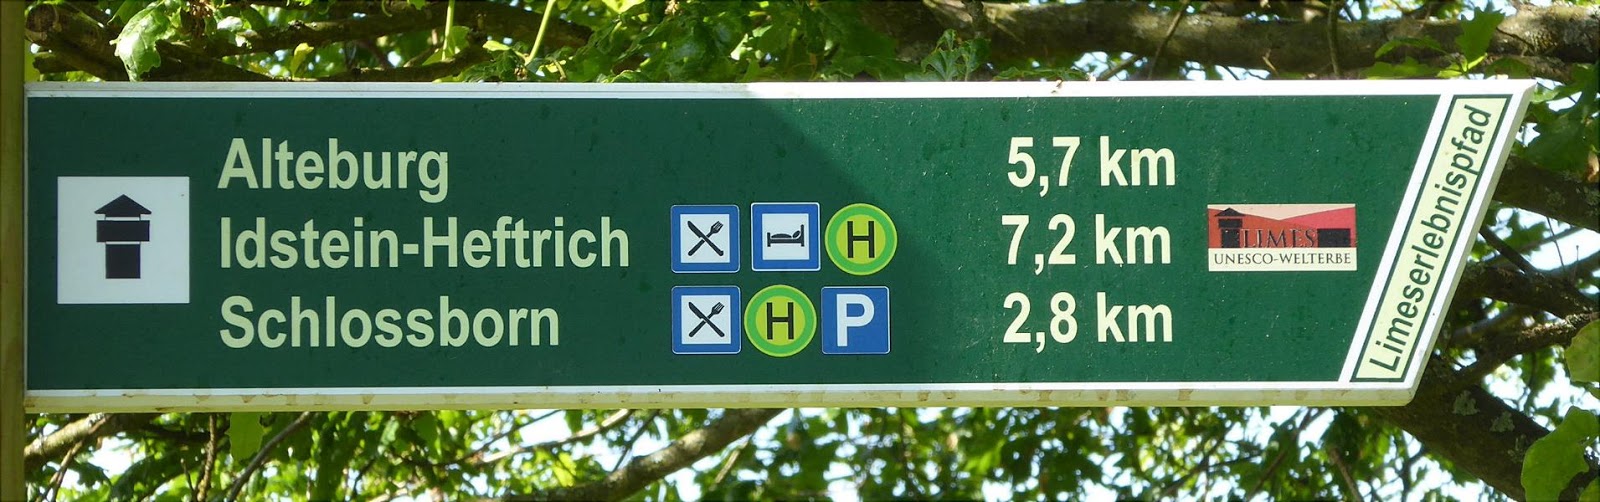 Alteburg 5,7 km
Idstein-Heftrich H 7,2 km
Schlossborn H P 2,8 km
LIMES
UNESCO-WELTERBE
Limeserlebnispfad